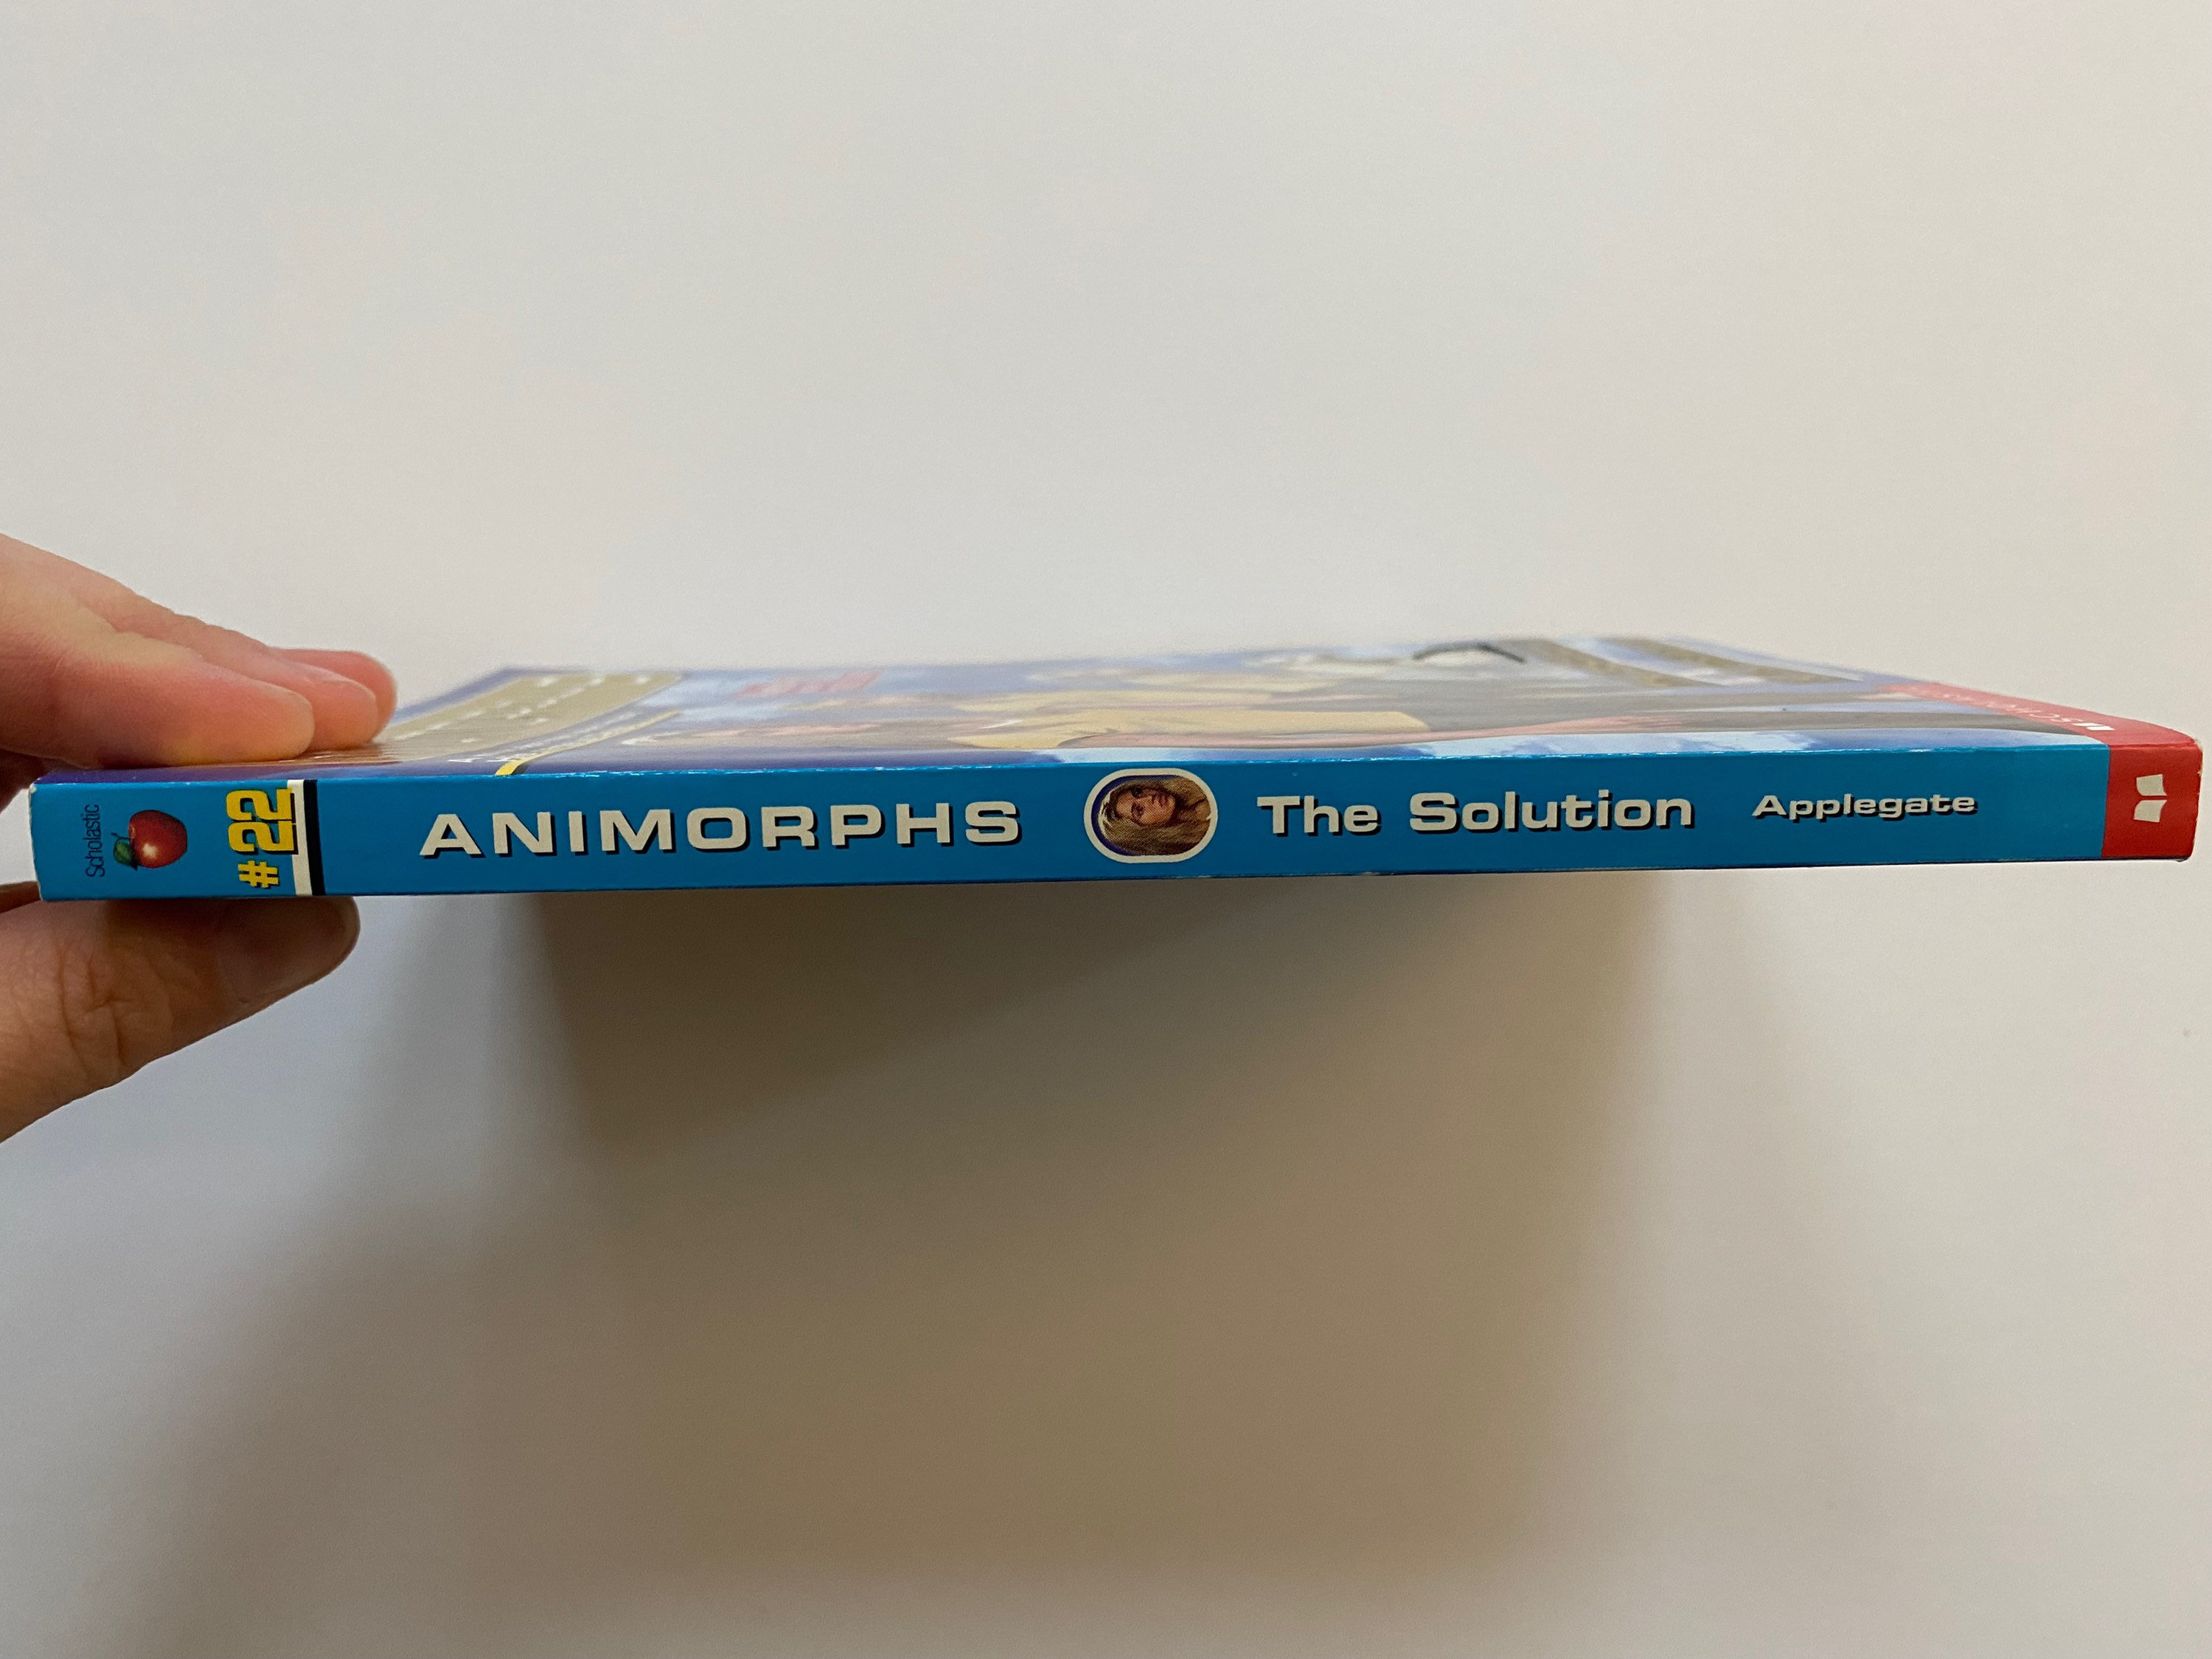 Scholastic
#22
ANIMORPHS The Solution Applegate